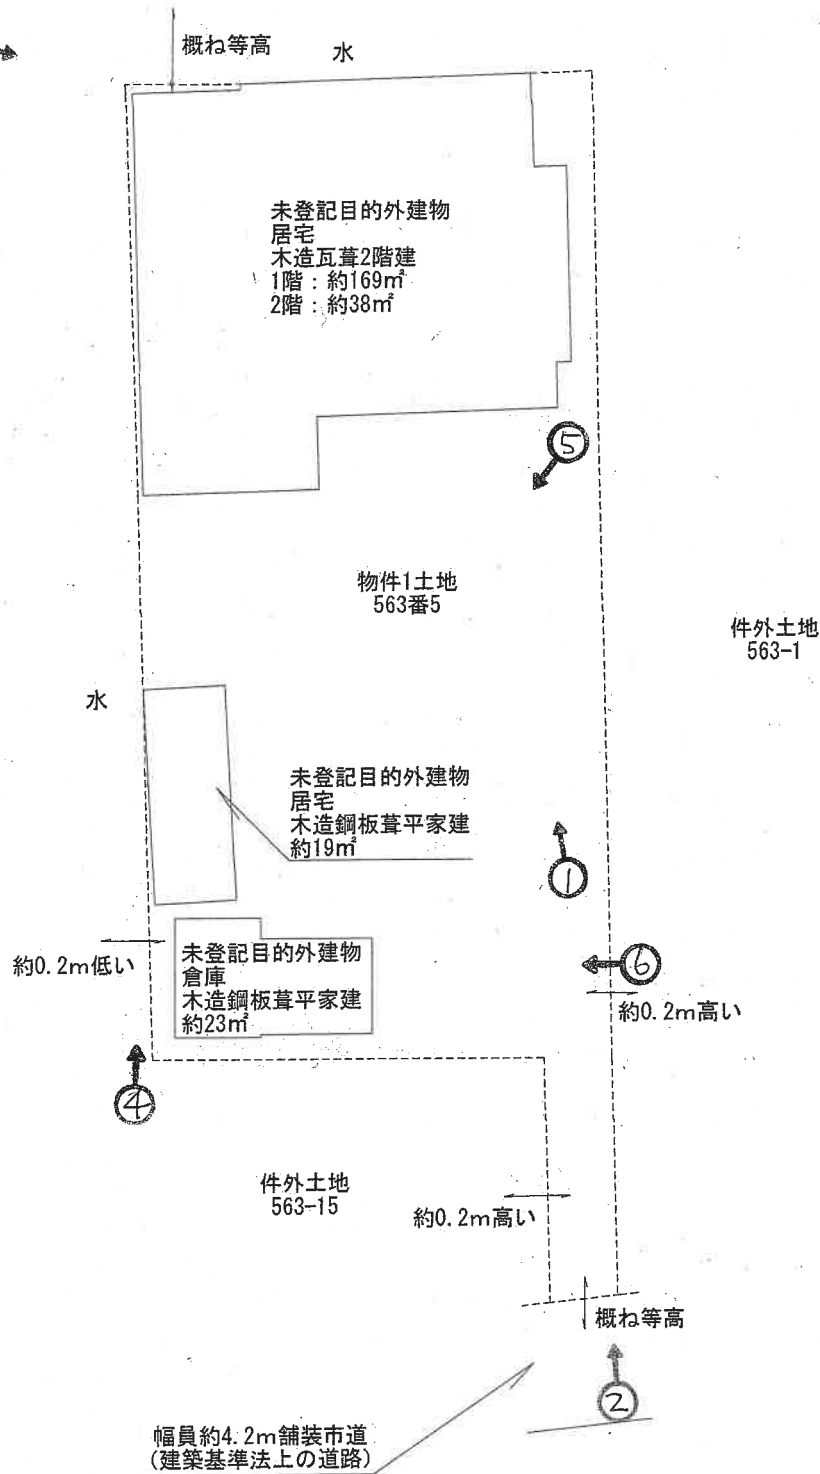 概ね等高
水
未登記目的外建物
居宅
木造瓦葺2階建
1階：約169㎡
2階：約38㎡
⑤
物件1土地
563番5
件外土地
563-1
水
未登記目的外建物
居宅
木造鋼板葺平家建
約19㎡
①
未登記目的外建物
倉庫
木造鋼板葺平家建
約23㎡
約0.2m低い
⑥
約0.2m高い
④
件外土地
563-15
約0.2m高い
概ね等高
②
幅員約4.2m舗装市道
(建築基準法上の道路)